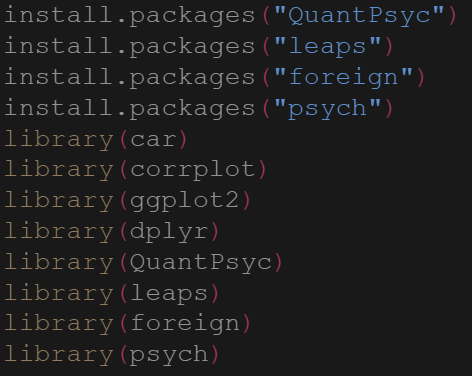 install.packages("QuantPsyc")
install.packages("leaps")
install.packages("foreign")
install.packages("psych")
library(car)
library(corrplot)
library(ggplot2)
library(dplyr)
library(QuantPsyc)
library(leaps)
library(foreign)
library(psych)